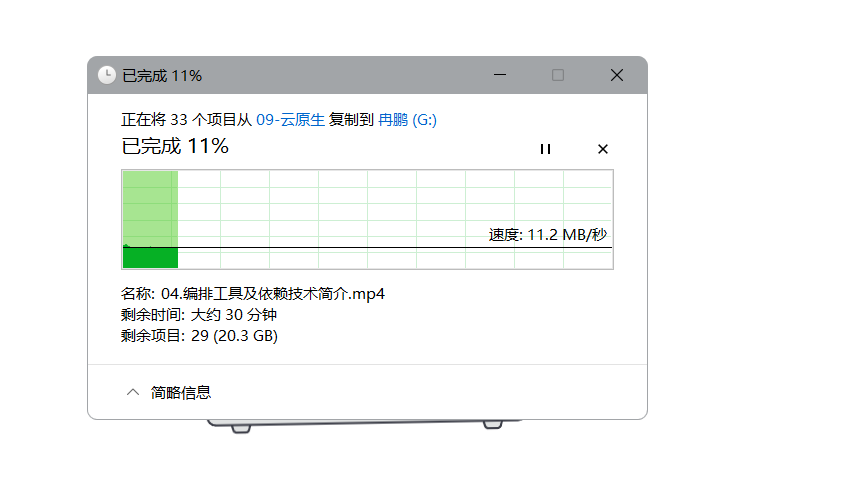 已完成 11%
正在将 33 个项目从 09-云原生 复制到 冉鹏 (G:)
已完成 11%
速度: 11.2 MB/秒
名称: 04.编排工具及依赖技术简介.mp4
剩余时间: 大约 30 分钟
剩余项目: 29 (20.3 GB)
简略信息